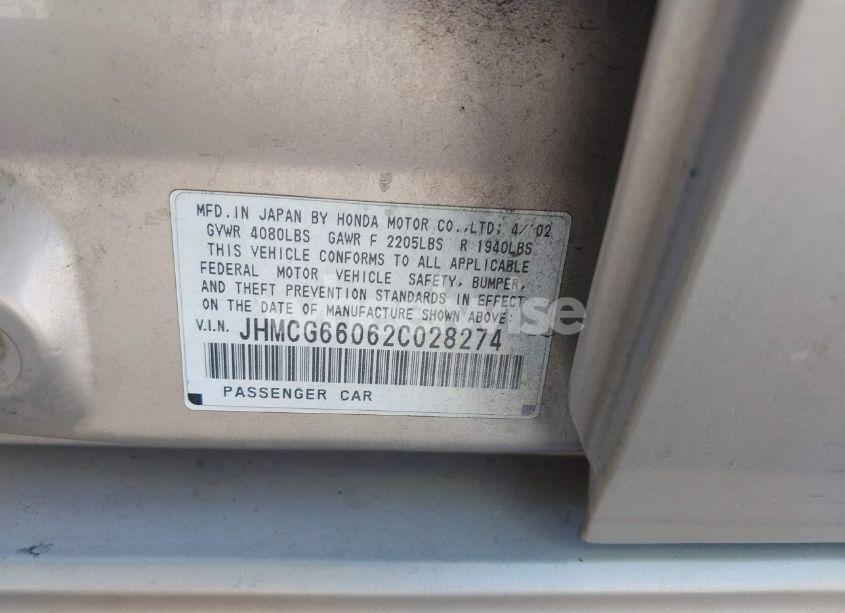 MFD.IN JAPAN BY HONDA MOTOR CO.,LTD; 4/'02
GVWR 4080LBS GAWR F 2205LBS R 1940LBS
THIS VEHICLE CONFORMS TO ALL APPLICABLE
FEDERAL MOTOR VEHICLE SAFETY, BUMPER,
AND THEFT PREVENTION STANDARDS IN EFFECT
ON THE DATE OF MANUFACTURE SHOWN ABOVE:
V.I.N. JHMCG66062C028274
PASSENGER CAR